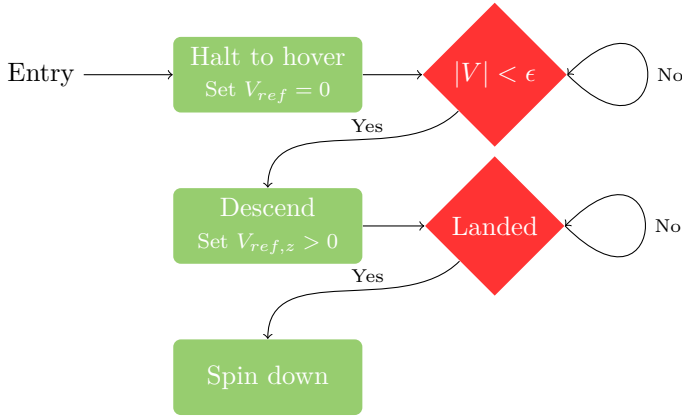 Entry
Halt to hover
Set $V_{ref} = 0$
$|V| < \epsilon$
No
Yes
Descend
Set $V_{ref,z} > 0$
Landed
No
Yes
Spin down